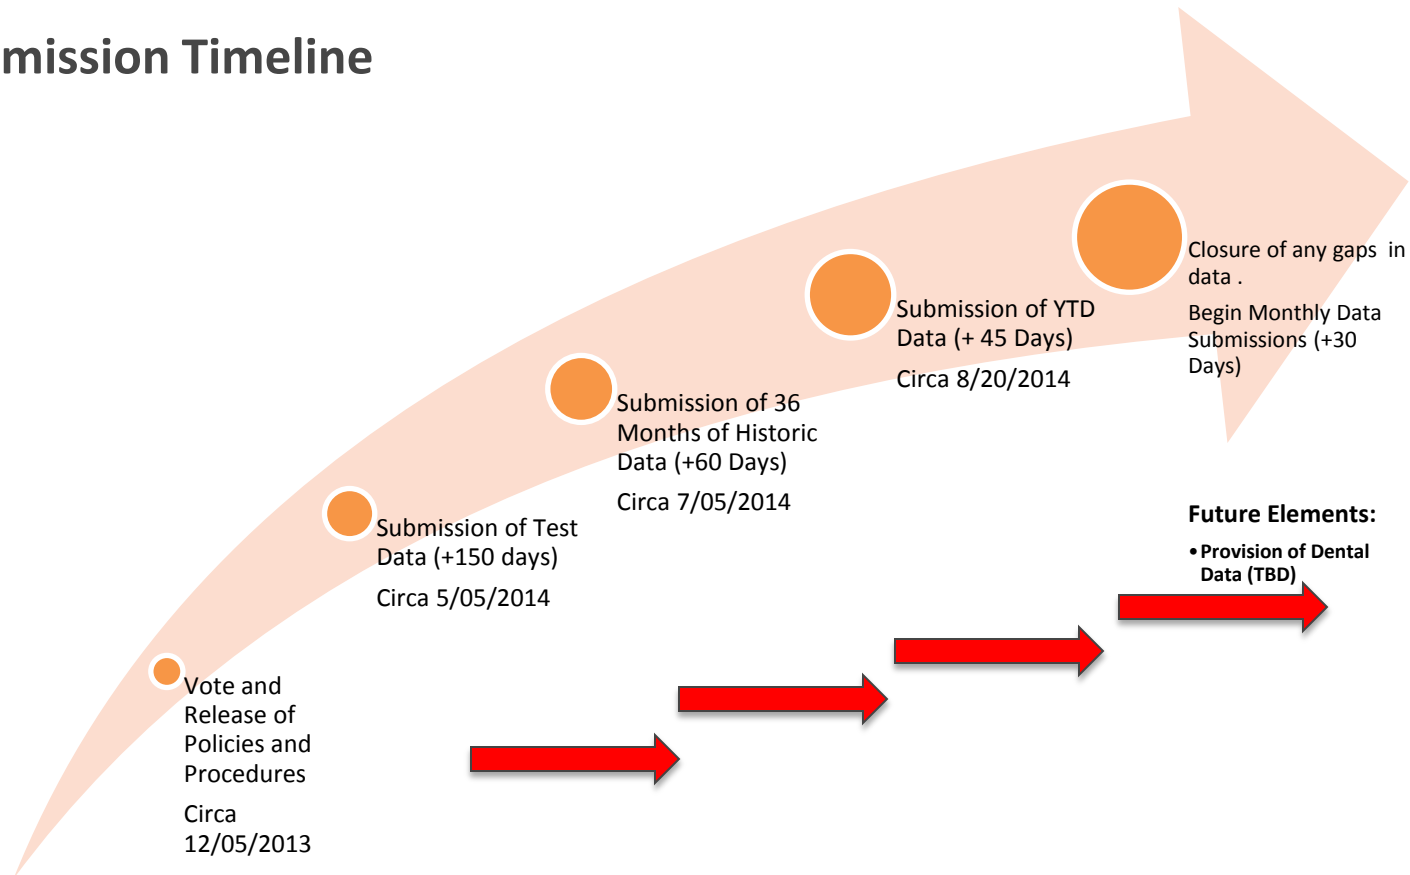 mission Timeline
Vote and
Release of
Policies and
Procedures
Circa
12/05/2013
Submission of Test
Data (+150 days)
Circa 5/05/2014
Submission of 36
Months of Historic
Data (+60 Days)
Circa 7/05/2014
Submission of YTD
Data (+ 45 Days)
Circa 8/20/2014
Closure of any gaps  in
data .
Begin Monthly Data
Submissions (+30
Days)
Future Elements:
•Provision of Dental
Data (TBD)